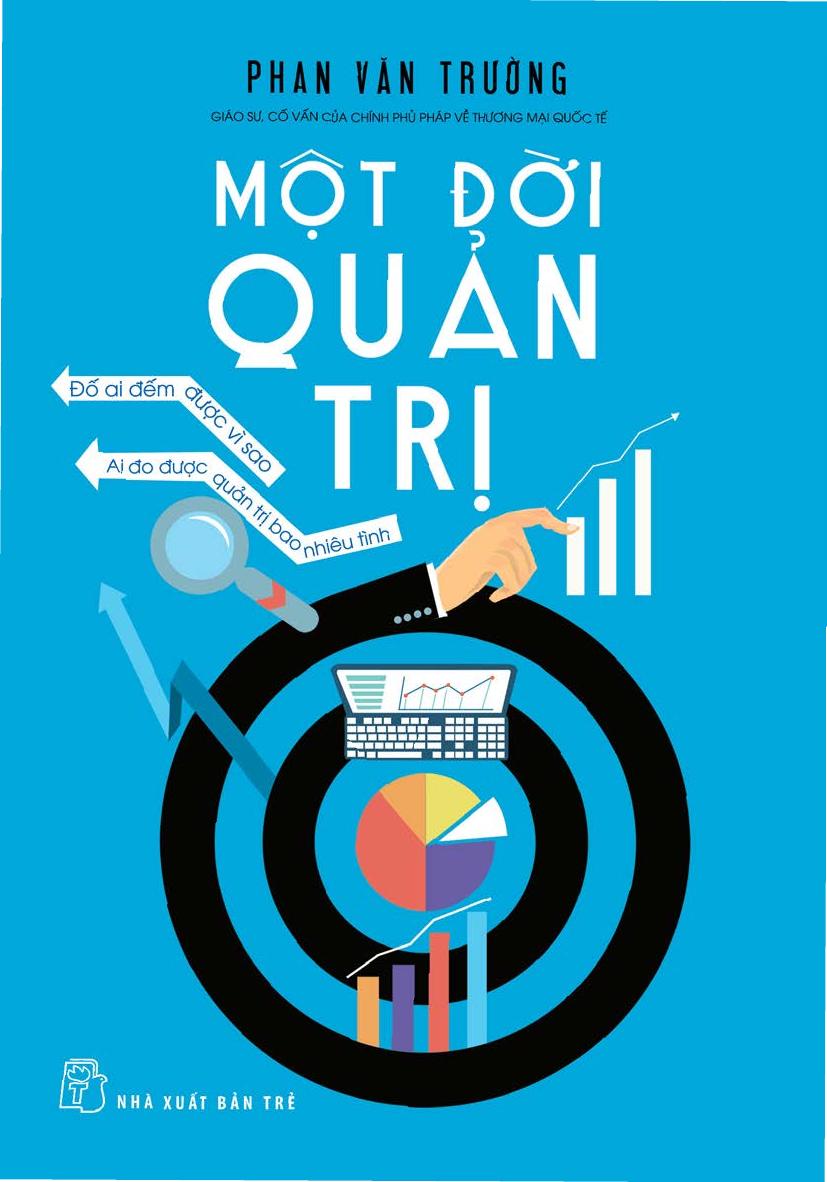 PHAN VĂN TRƯỜNG
GIÁO SƯ, CỐ VẤN CỦA CHÍNH PHỦ PHÁP VỀ THƯƠNG MẠI QUỐC TẾ
MỘT ĐỜI
QUẢN
TRỊ
Đố ai đếm được vì sao
Ai đo được quản trị bao nhiêu tình
T
NHÀ XUẤT BẢN TRẺ